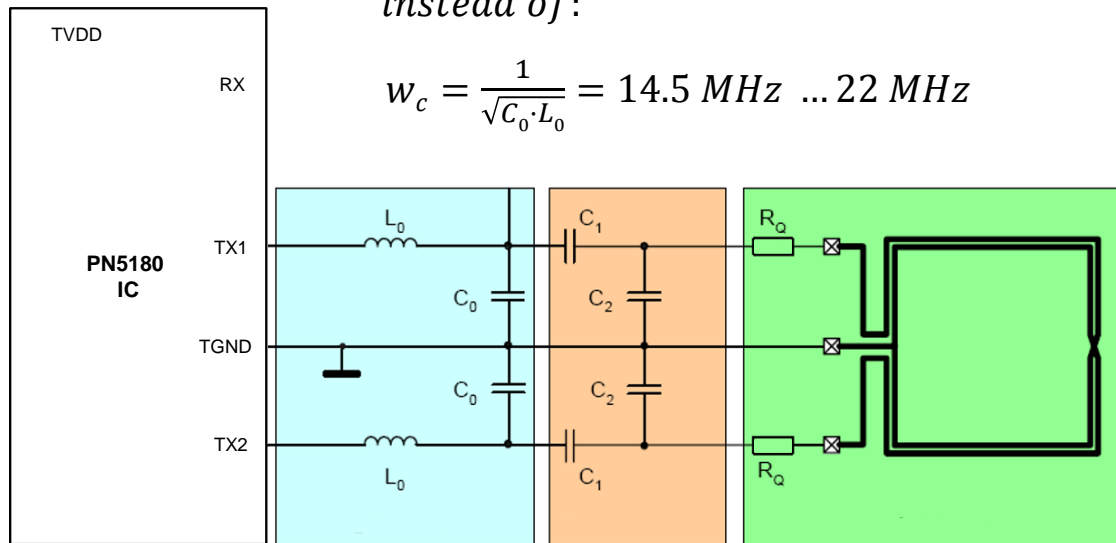 instead of:
w_c = 1/√(C_0·L_0) = 14.5 MHz … 22 MHz
TVDD
RX
PN5180
IC
TX1
TGND
TX2
L_0
C_0
C_0
L_0
C_1
C_2
C_2
C_1
R_Q
R_Q